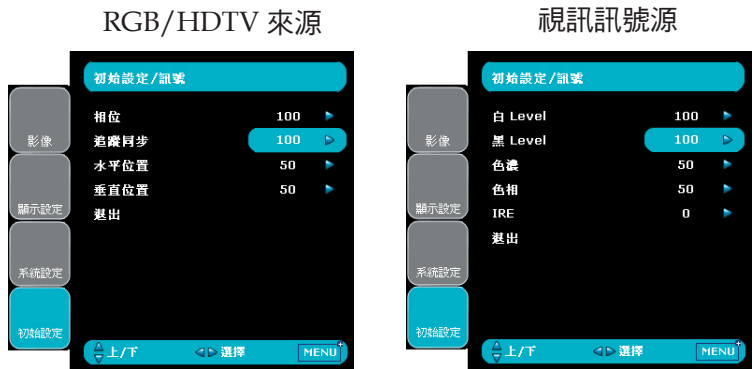 RGB/HDTV 來源
初始設定/訊號
影像
顯示設定
系統設定
初始設定
相位 100
追蹤同步 100
水平位置 50
垂直位置 50
退出
上/下 選擇 MENU
視訊訊號源
初始設定/訊號
影像
顯示設定
系統設定
初始設定
白 Level 100
黑 Level 100
色濃 50
色相 50
IRE 0
退出
上/下 選擇 MENU